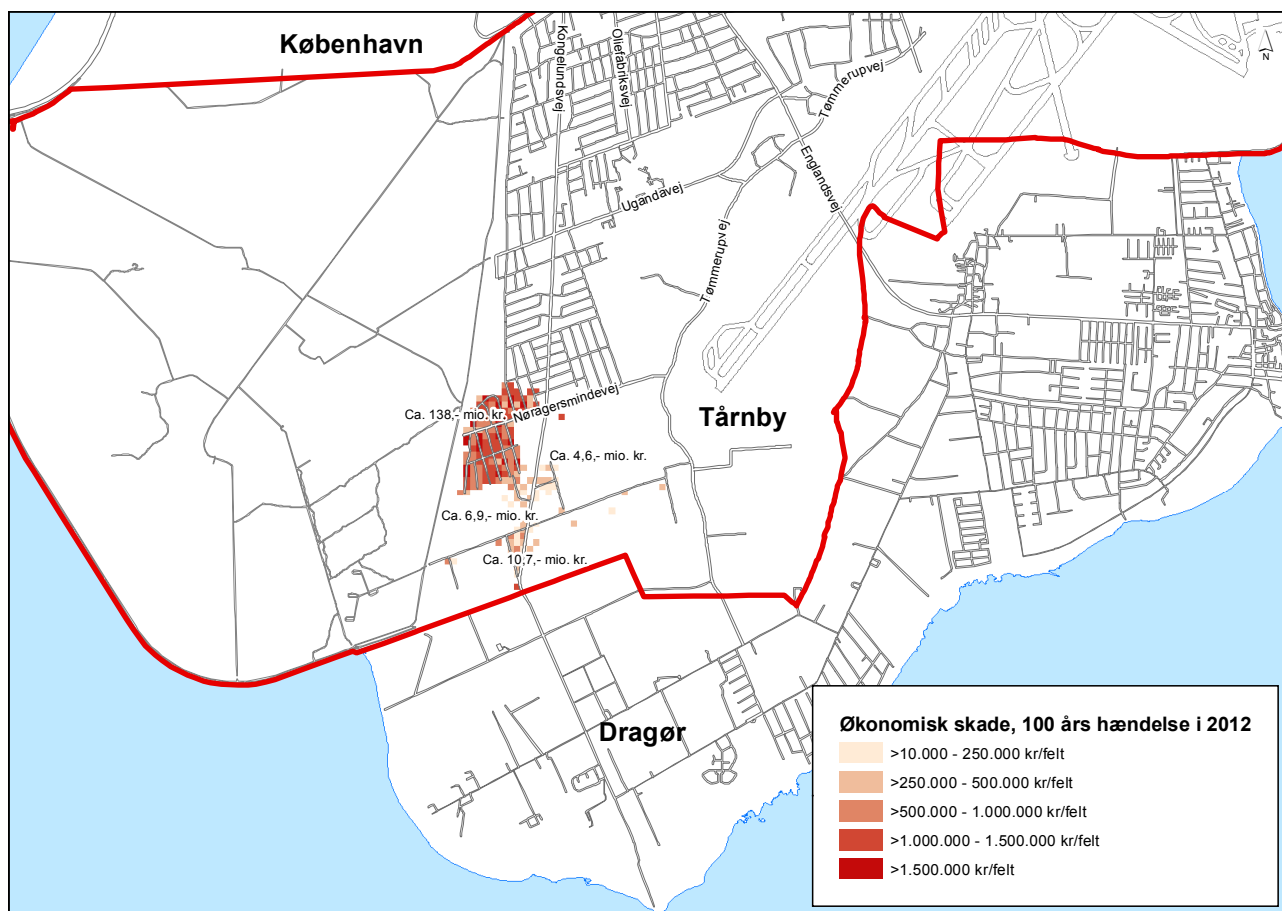 København
Kongelundsvej
Oliefabriksvej
Tømmerupvej
N
Englandsvej
Ugandavej
Tømmerupvej
Nøragersmindevej
Ca. 138,- mio. kr.
Tårnby
Ca. 4,6,- mio. kr.
Ca. 6,9,- mio. kr.
Ca. 10,7,- mio. kr.
Dragør
Økonomisk skade, 100 års hændelse i 2012
>10.000 - 250.000 kr/felt
>250.000 - 500.000 kr/felt
>500.000 - 1.000.000 kr/felt
>1.000.000 - 1.500.000 kr/felt
>1.500.000 kr/felt